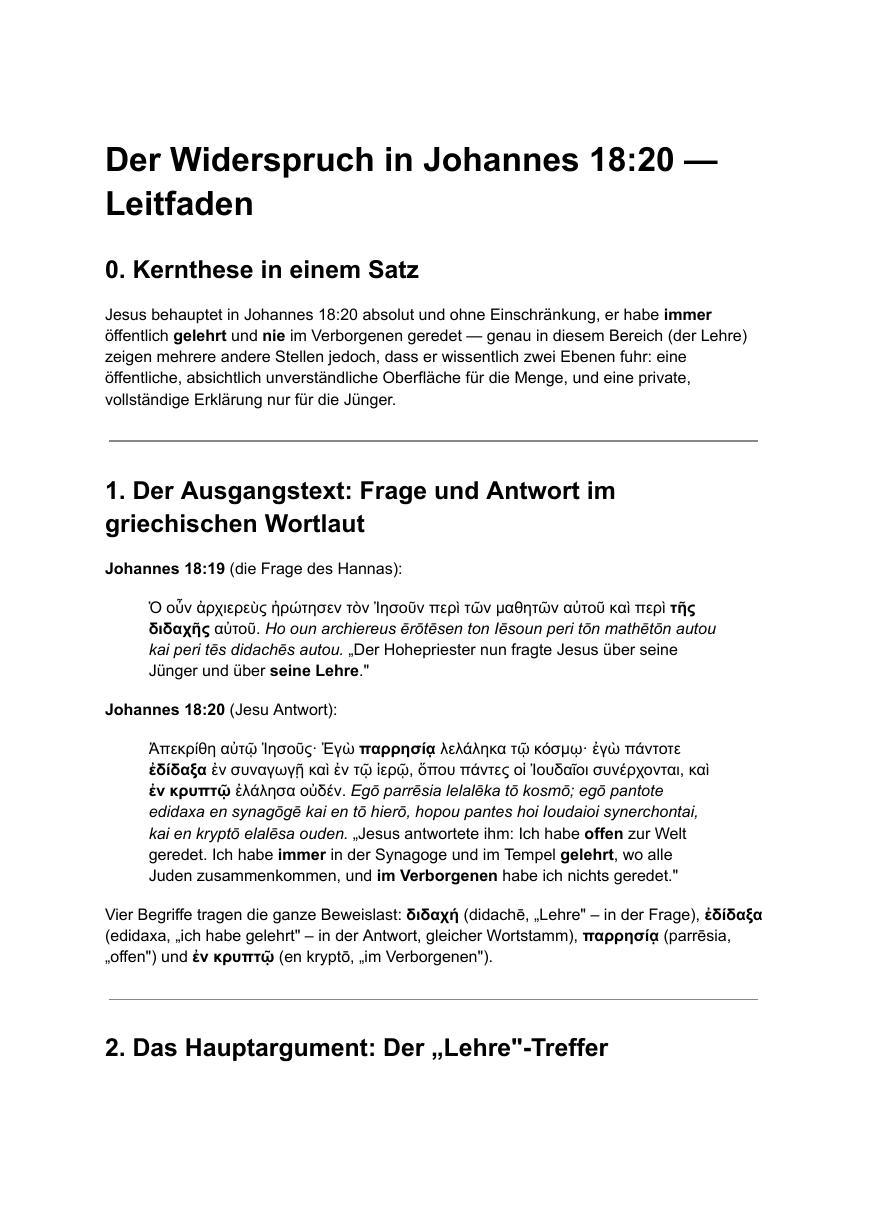 Der Widerspruch in Johannes 18:20 —
Leitfaden
0. Kernthese in einem Satz
Jesus behauptet in Johannes 18:20 absolut und ohne Einschränkung, er habe immer
öffentlich gelehrt und nie im Verborgenen geredet — genau in diesem Bereich (der Lehre)
zeigen mehrere andere Stellen jedoch, dass er wissentlich zwei Ebenen fuhr: eine
öffentliche, absichtlich unverständliche Oberfläche für die Menge, und eine private,
vollständige Erklärung nur für die Jünger.
1. Der Ausgangstext: Frage und Antwort im
griechischen Wortlaut
Johannes 18:19 (die Frage des Hannas):
Ὁ οὖν ἀρχιερεὺς ἠρώτησεν τὸν Ἰησοῦν περὶ τῶν μαθητῶν αὐτοῦ καὶ περὶ τῆς
διδαχῆς αὐτοῦ. Ho oun archiereus ērōtēsen ton Iēsoun peri tōn mathētōn autou
kai peri tēs didachēs autou. „Der Hohepriester nun fragte Jesus über seine
Jünger und über seine Lehre."
Johannes 18:20 (Jesu Antwort):
Ἀπεκρίθη αὐτῷ Ἰησοῦς· Ἐγὼ παρρησίᾳ λελάληκα τῷ κόσμῳ· ἐγὼ πάντοτε
ἐδίδαξα ἐν συναγωγῇ καὶ ἐν τῷ ἱερῷ, ὅπου πάντες οἱ Ἰουδαῖοι συνέρχονται, καὶ
ἐν κρυπτῷ ἐλάλησα οὐδέν. Egō parrēsia lelalēka tō kosmō; egō pantote
edidaxa en synagōgē kai en tō hierō, hopou pantes hoi Ioudaioi synerchontai,
kai en kryptō elalēsa ouden. „Jesus antwortete ihm: Ich habe offen zur Welt
geredet. Ich habe immer in der Synagoge und im Tempel gelehrt, wo alle
Juden zusammenkommen, und im Verborgenen habe ich nichts geredet."
Vier Begriffe tragen die ganze Beweislast: διδαχή (didachē, „Lehre" – in der Frage), ἐδίδαξα
(edidaxa, „ich habe gelehrt" – in der Antwort, gleicher Wortstamm), παρρησίᾳ (parrēsia,
„offen") und ἐν κρυπτῷ (en kryptō, „im Verborgenen").
2. Das Hauptargument: Der „Lehre"-Treffer